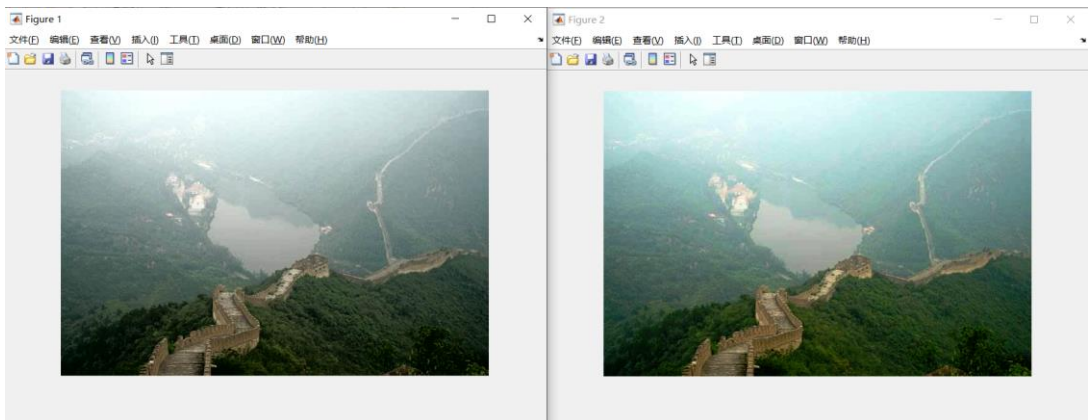 Figure 1
文件(F) 编辑(E) 查看(V) 插入(I) 工具(T) 桌面(D) 窗口(W) 帮助(H)
Figure 2
文件(F) 编辑(E) 查看(V) 插入(I) 工具(T) 桌面(D) 窗口(W) 帮助(H)